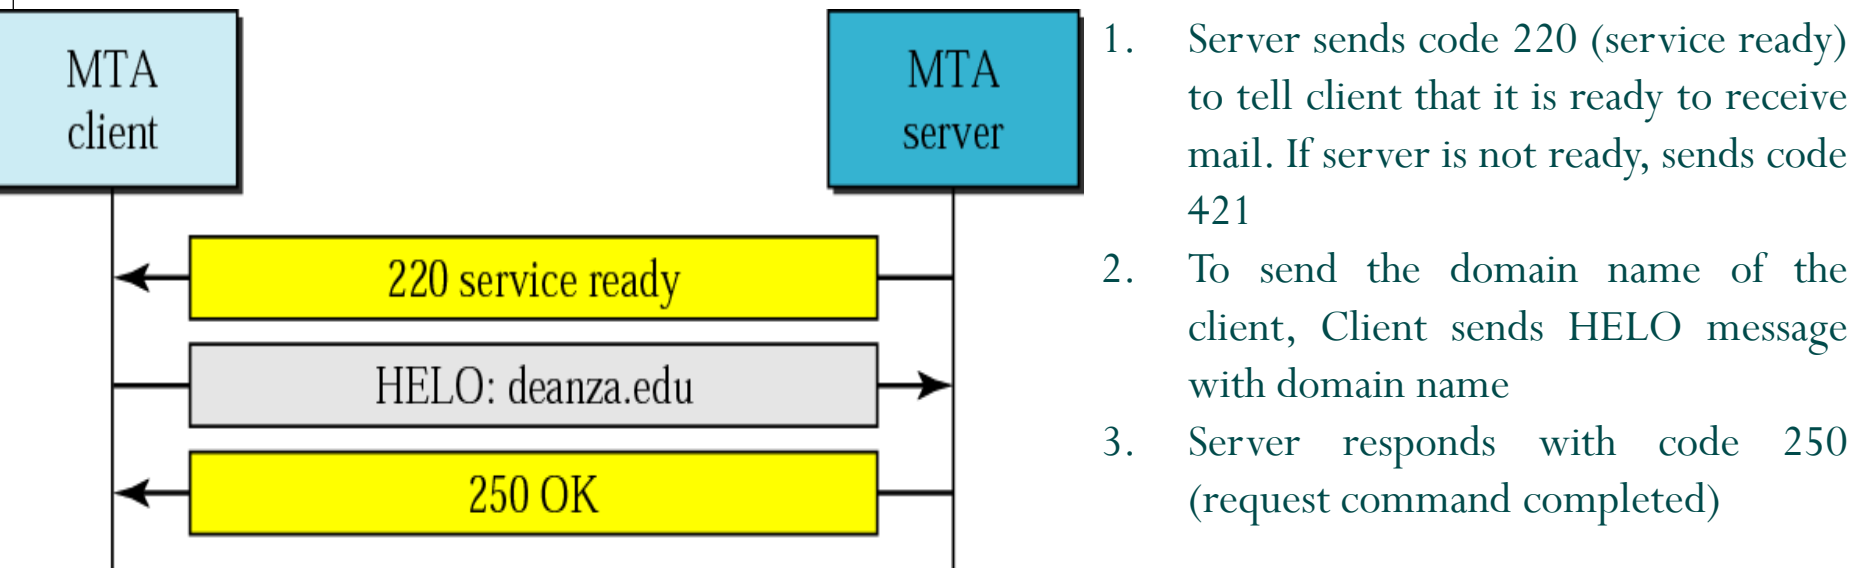 MTA
client
MTA
server
220 service ready
HELO: deanza.edu
250 OK
1. Server sends code 220 (service ready)
to tell client that it is ready to receive
mail. If server is not ready, sends code
421
2. To send the domain name of the
client, Client sends HELO message
with domain name
3. Server responds with code 250
(request command completed)